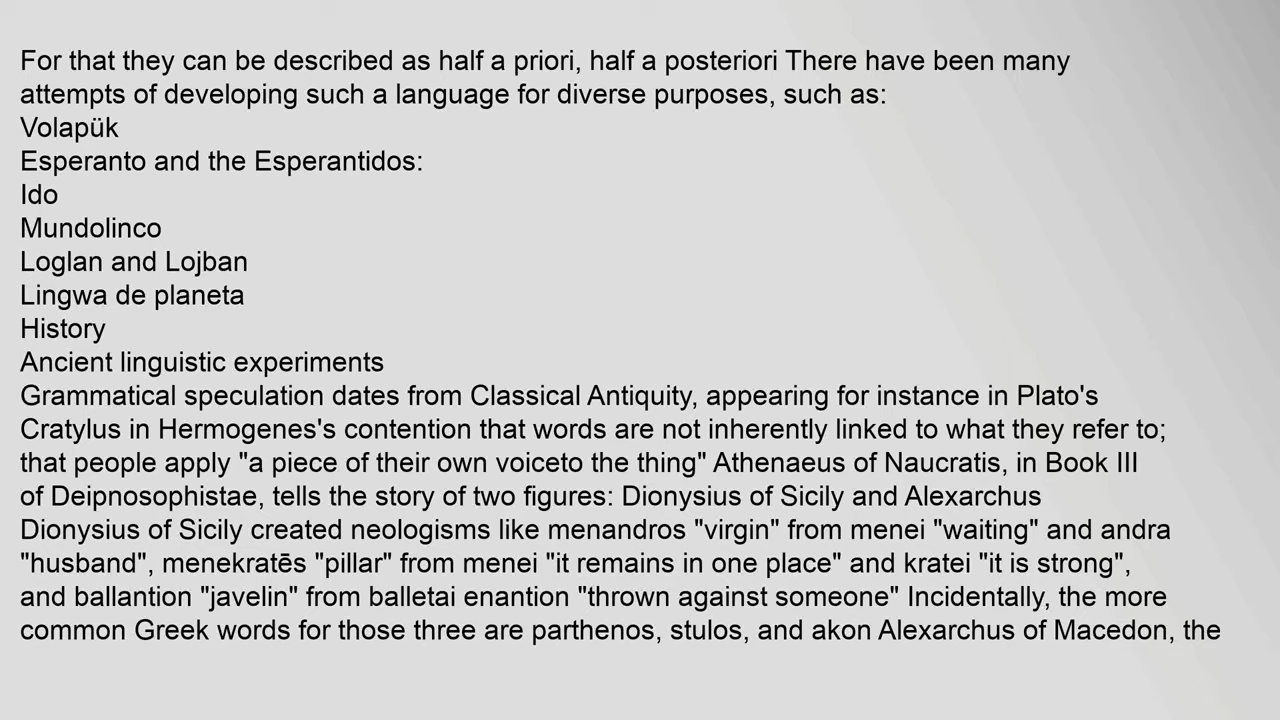 For that they can be described as half a priori, half a posteriori There have been many
attempts of developing such a language for diverse purposes, such as:
Volapük
Esperanto and the Esperantidos:
Ido
Mundolinco
Loglan and Lojban
Lingwa de planeta
History
Ancient linguistic experiments
Grammatical speculation dates from Classical Antiquity, appearing for instance in Plato's
Cratylus in Hermogenes's contention that words are not inherently linked to what they refer to;
that people apply "a piece of their own voiceto the thing" Athenaeus of Naucratis, in Book III
of Deipnosophistae, tells the story of two figures: Dionysius of Sicily and Alexarchus
Dionysius of Sicily created neologisms like menandros "virgin" from menei "waiting" and andra
"husband", menekratēs "pillar" from menei "it remains in one place" and kratei "it is strong",
and ballantion "javelin" from balletai enantion "thrown against someone" Incidentally, the more
common Greek words for those three are parthenos, stulos, and akon Alexarchus of Macedon, the